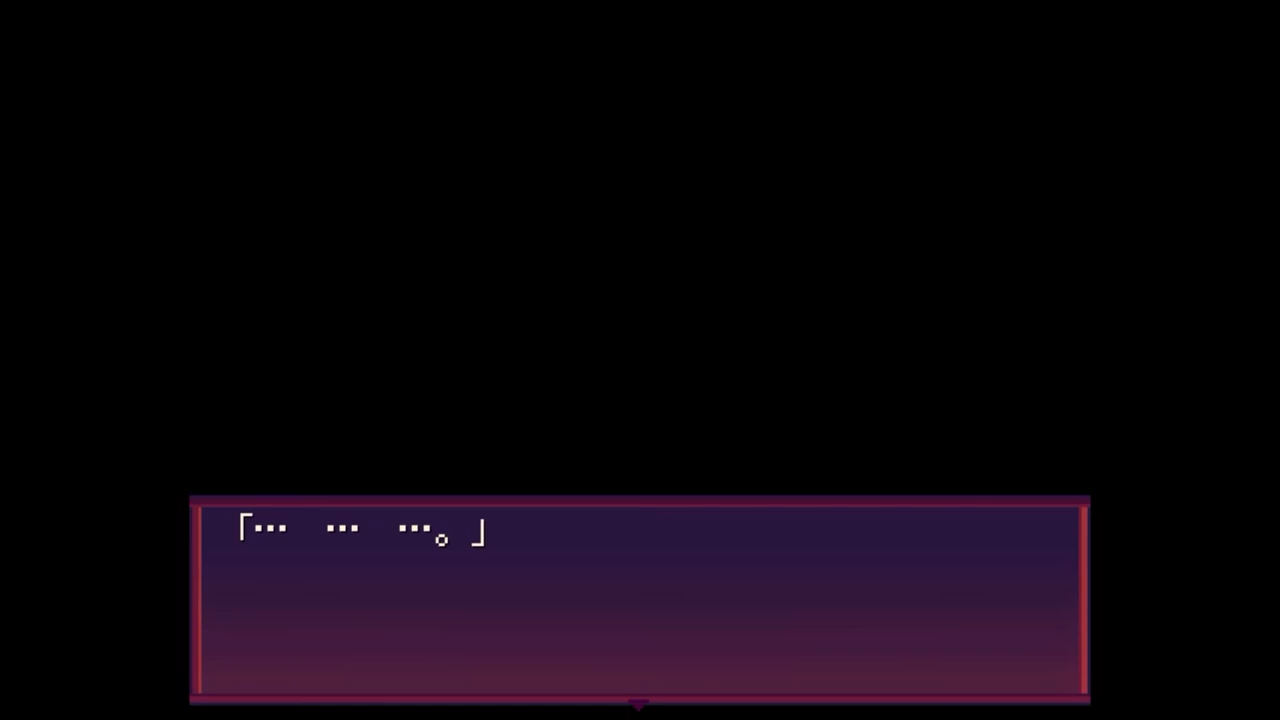 「…　…　…。」